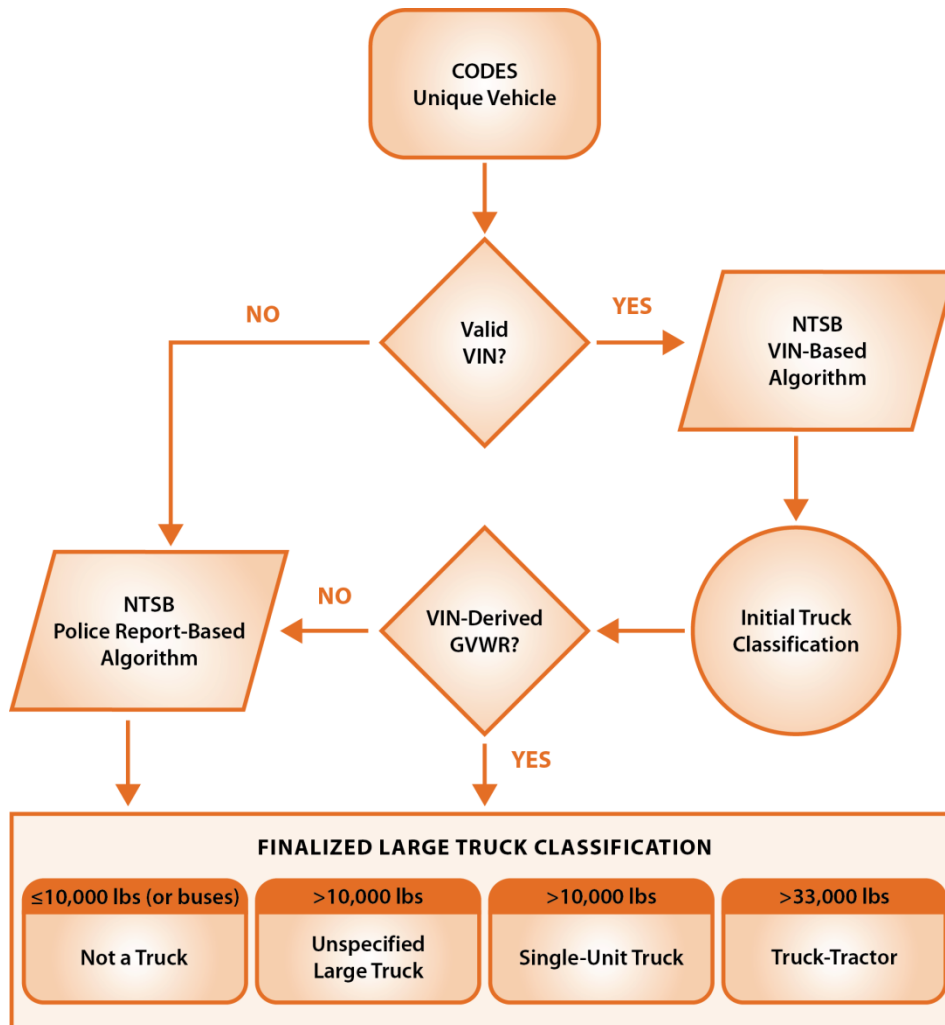 CODES
Unique Vehicle
NO
YES
Valid
VIN?
NTSB
VIN-Based
Algorithm
NTSB
Police Report-Based
Algorithm
NO
VIN-Derived
GVWR?
Initial Truck
Classification
YES
FINALIZED LARGE TRUCK CLASSIFICATION
≤10,000 lbs (or buses)
Not a Truck
>10,000 lbs
Unspecified
Large Truck
>10,000 lbs
Single-Unit Truck
>33,000 lbs
Truck-Tractor